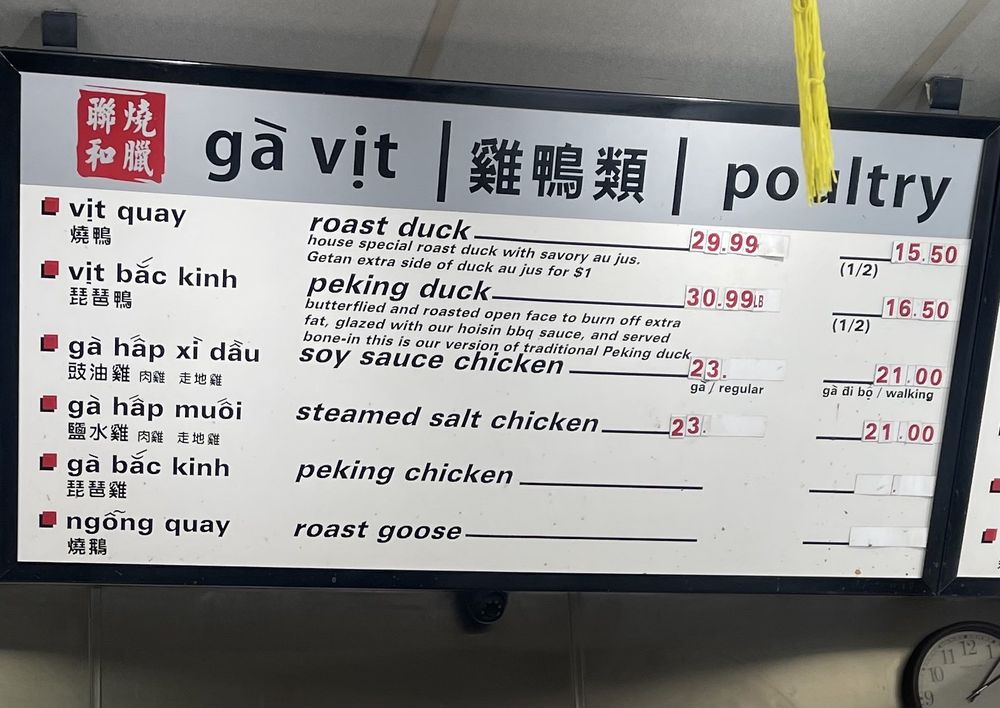 燒臘
聯和
gà vịt | 雞鴨類 | poultry
vịt quay
燒鴨
roast duck 29.99 15.50
(1/2)
house special roast duck with savory au jus.
Getan extra side of duck au jus for $1
vịt bắc kinh
琵琶鴨
peking duck 30.99LB 16.50
(1/2)
butterflied and roasted open face to burn off extra
fat, glazed with our hoisin bbq sauce, and served
bone-in this is our version of traditional Peking duck
gà hấp xì dầu
豉油雞 肉雞 走地雞
soy sauce chicken 23. 21.00
gà / regular gà đi bộ / walking
gà hấp muối
鹽水雞 肉雞 走地雞
steamed salt chicken 23. 21.00
gà bắc kinh
琵琶雞
peking chicken
ngỗng quay
燒鵝
roast goose
11 12 1
10
9